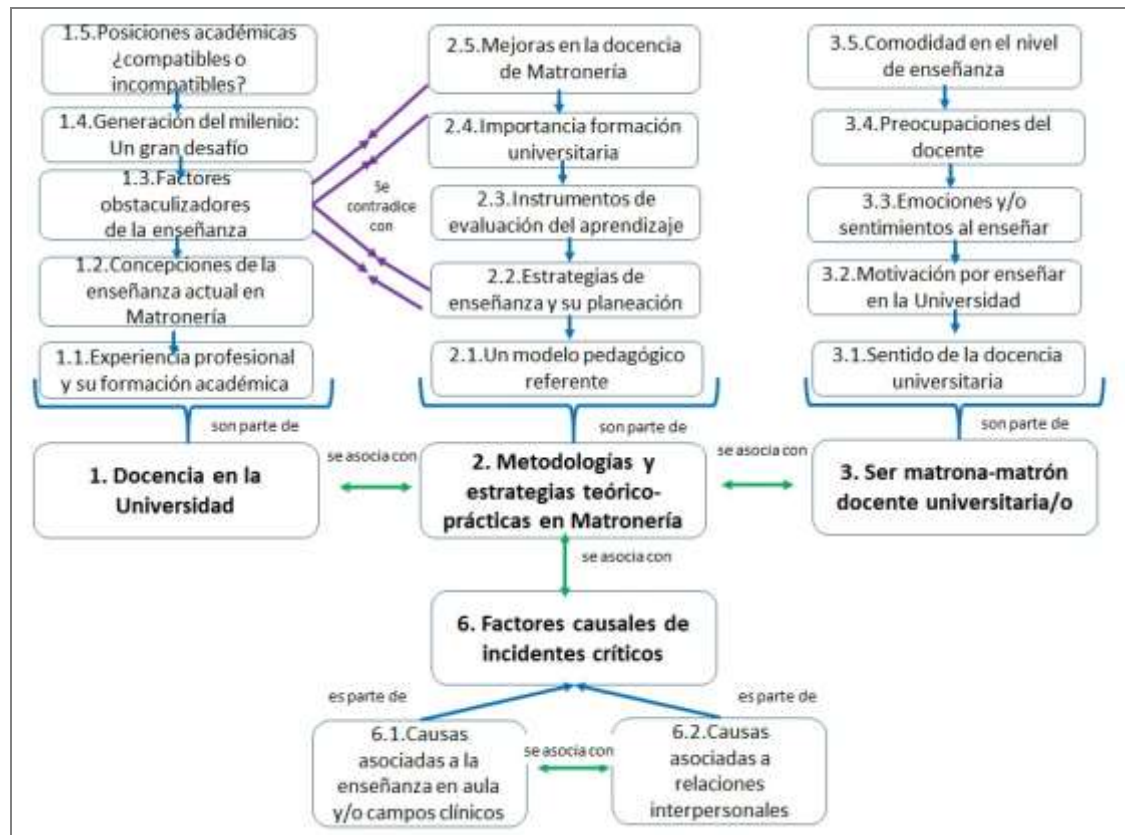 1.5.Posiciones académicas
¿compatibles o
incompatibles?
1.4.Generación del milenio:
Un gran desafío
1.3.Factores
obstaculizadores
de la enseñanza
1.2.Concepciones de la
enseñanza actual en
Matronería
1.1.Experiencia profesional
y su formación académica
son parte de
1. Docencia en la
Universidad
Se
contradice
con
2.5.Mejoras en la docencia
de Matronería
2.4.Importancia formación
universitaria
2.3.Instrumentos de
evaluación del aprendizaje
2.2.Estrategias de
enseñanza y su planeación
2.1.Un modelo pedagógico
referente
son parte de
se asocia con
2. Metodologías y
estrategias teórico-
prácticas en Matronería
se asocia con
3.5.Comodidad en el nivel
de enseñanza
3.4.Preocupaciones del
docente
3.3.Emociones y/o
sentimientos al enseñar
3.2.Motivación por enseñar
en la Universidad
3.1.Sentido de la docencia
universitaria
son parte de
3. Ser matrona-matrón
docente universitaria/o
se asocia con
6. Factores causales de
incidentes críticos
es parte de
es parte de
6.1.Causas
asociadas a la
enseñanza en aula
y/o campos clínicos
se asocia con
6.2.Causas
asociadas a
relaciones
interpersonales